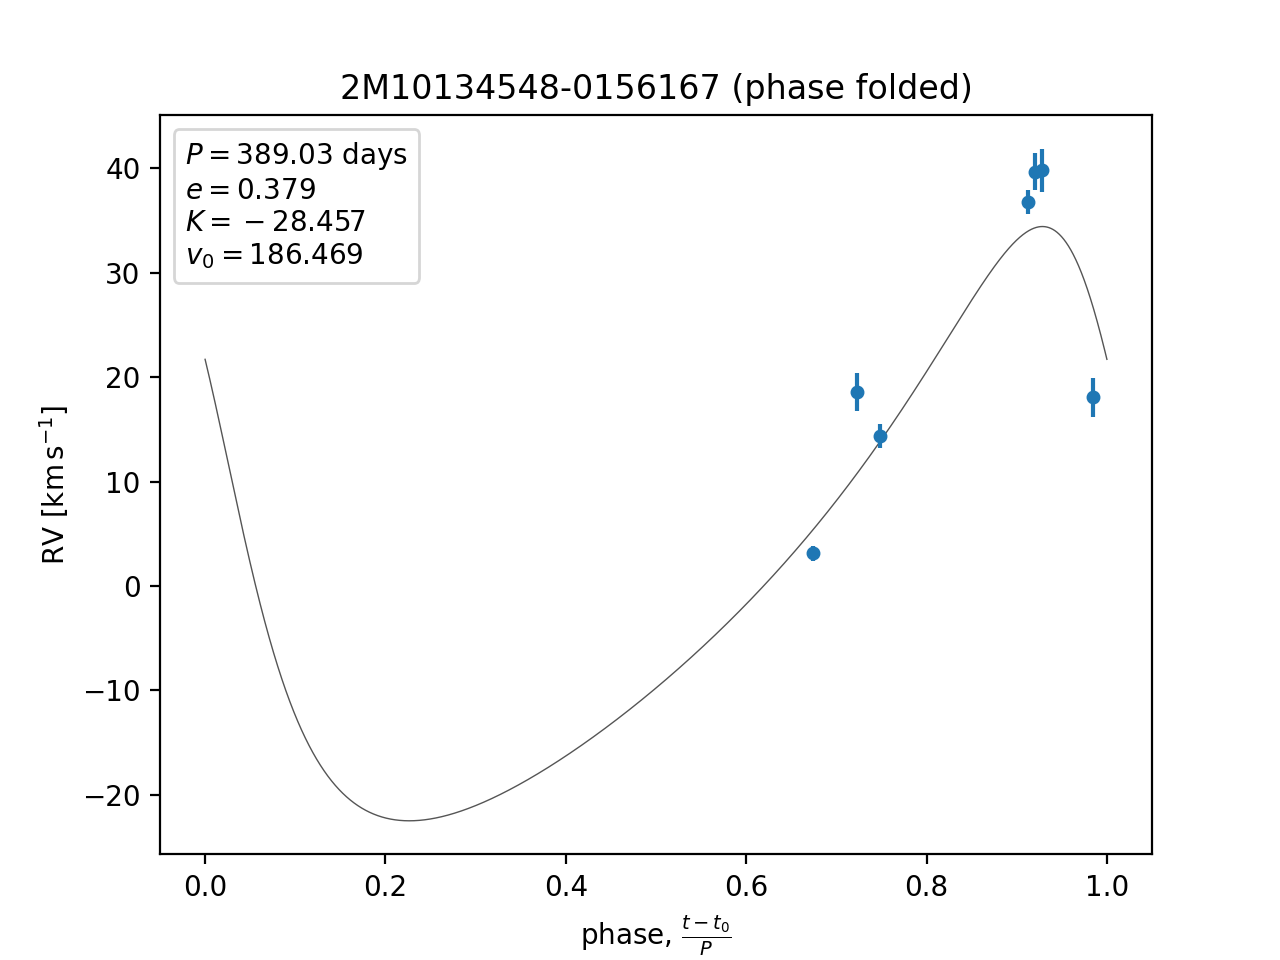 2M10134548-0156167 (phase folded)
P = 389.03 days
e = 0.379
K = − 28.457
v₀ = 186.469
40
30
20
10
0
−10
−20
RV [km s⁻¹]
0.0 0.2 0.4 0.6 0.8 1.0
phase, (t − t₀)/P